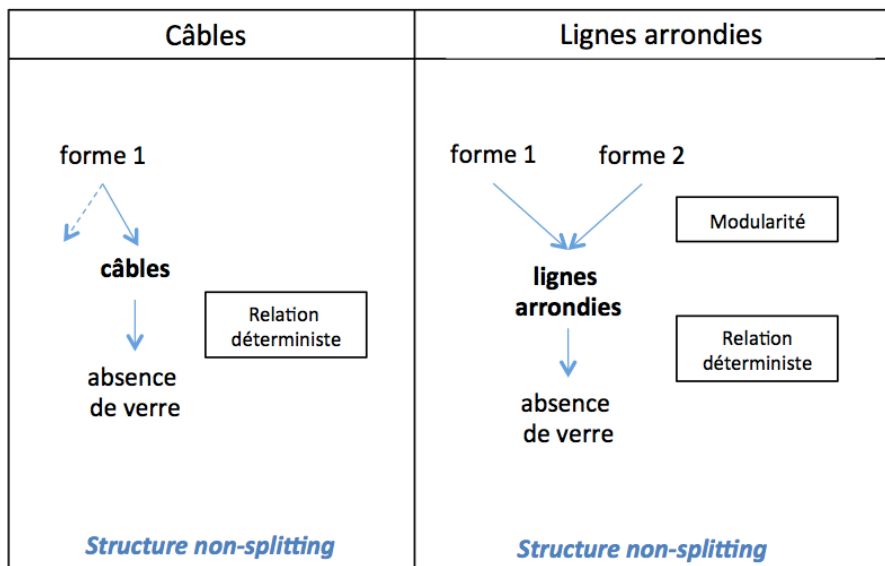 Câbles
forme 1
câbles
Relation
déterministe
absence
de verre
Structure non-splitting
Lignes arrondies
forme 1 forme 2
Modularité
lignes
arrondies
Relation
déterministe
absence
de verre
Structure non-splitting